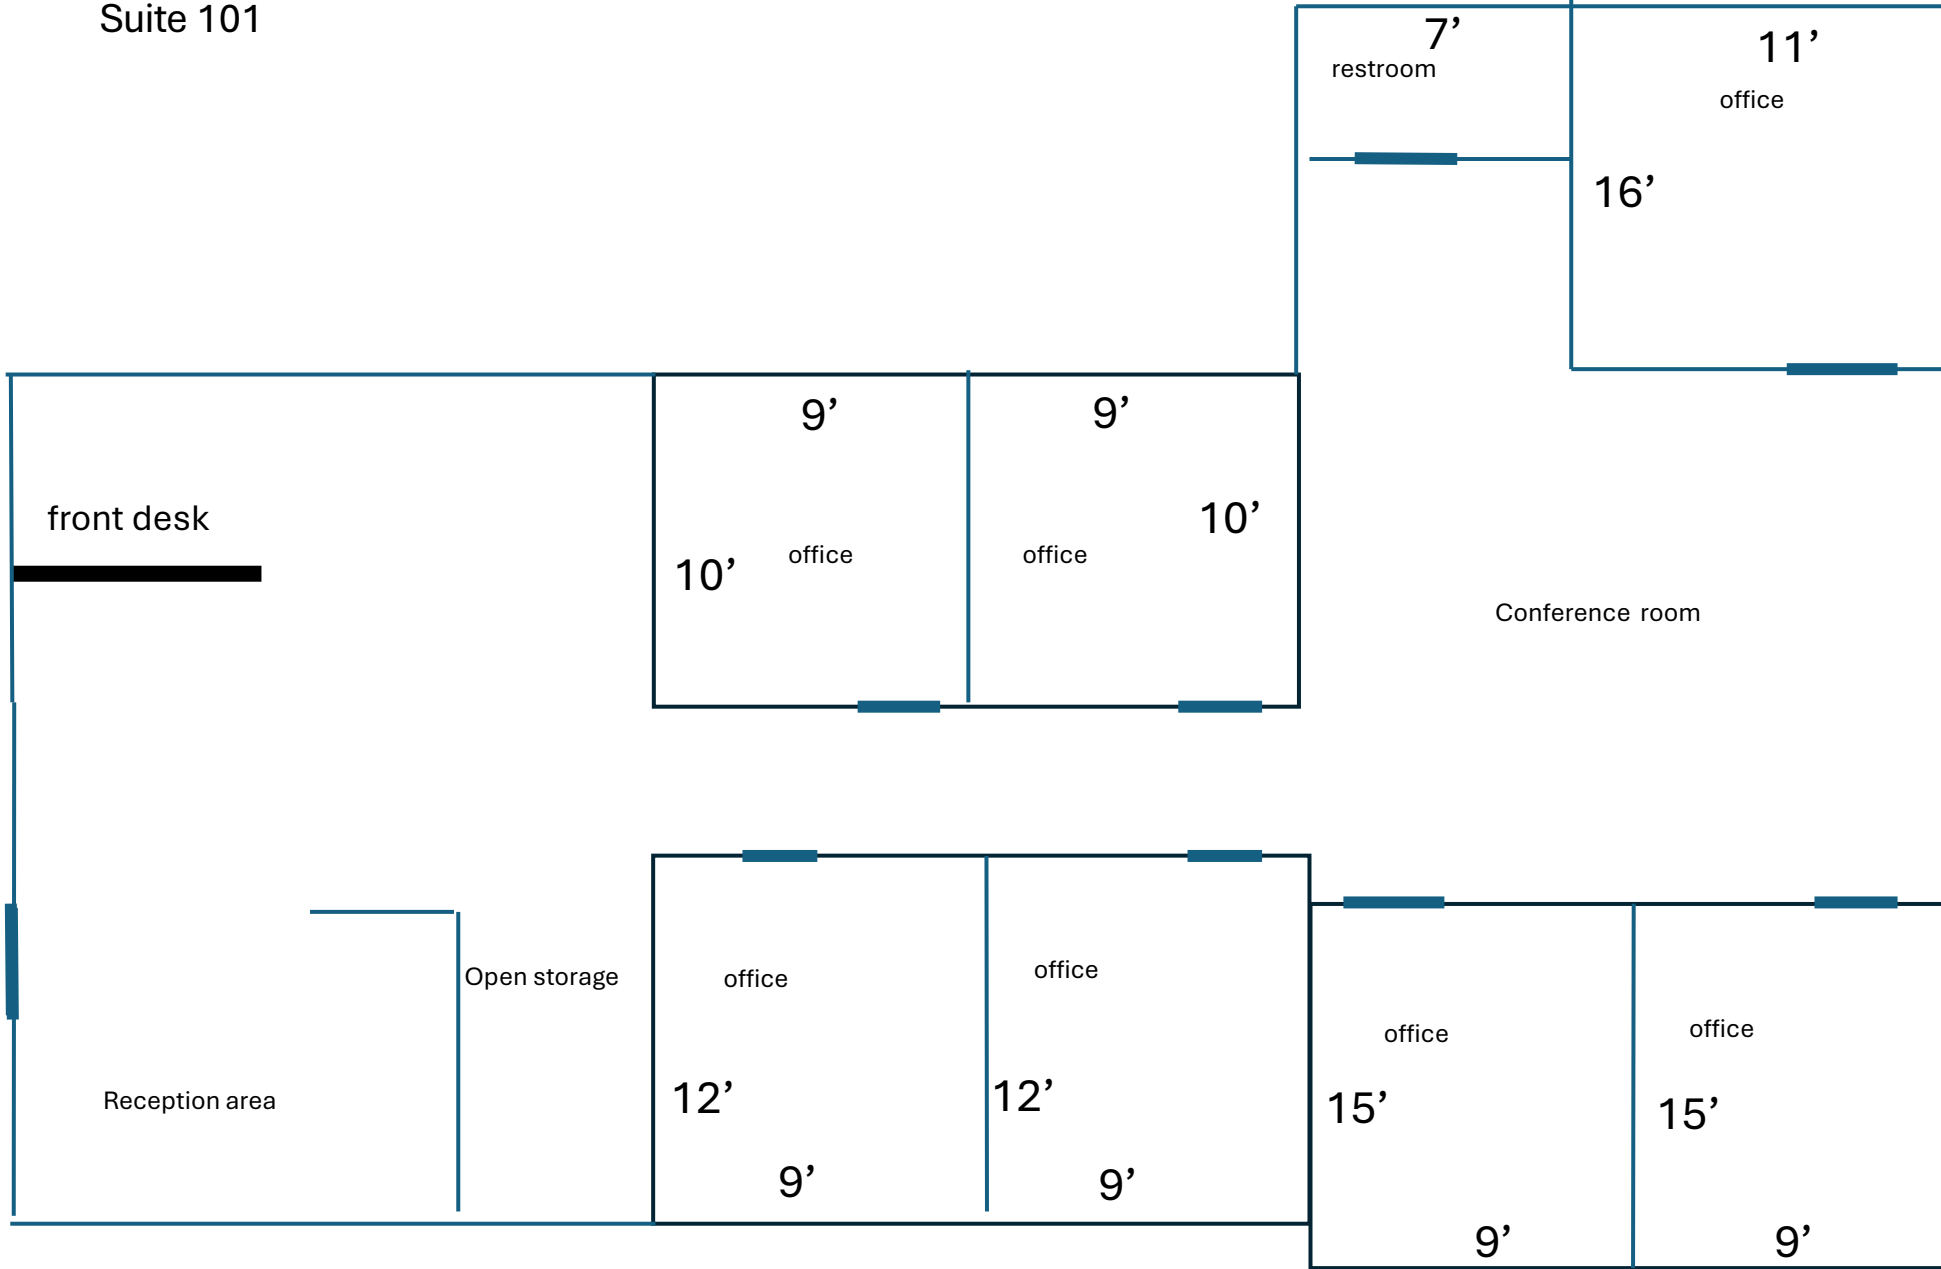 Suite 101
7’
restroom
11’
office
16’
9’
9’
front desk
10’
office
office
10’
Conference room
Open storage
office
office
office
office
Reception area
12’
12’
15’
15’
9’
9’
9’
9’